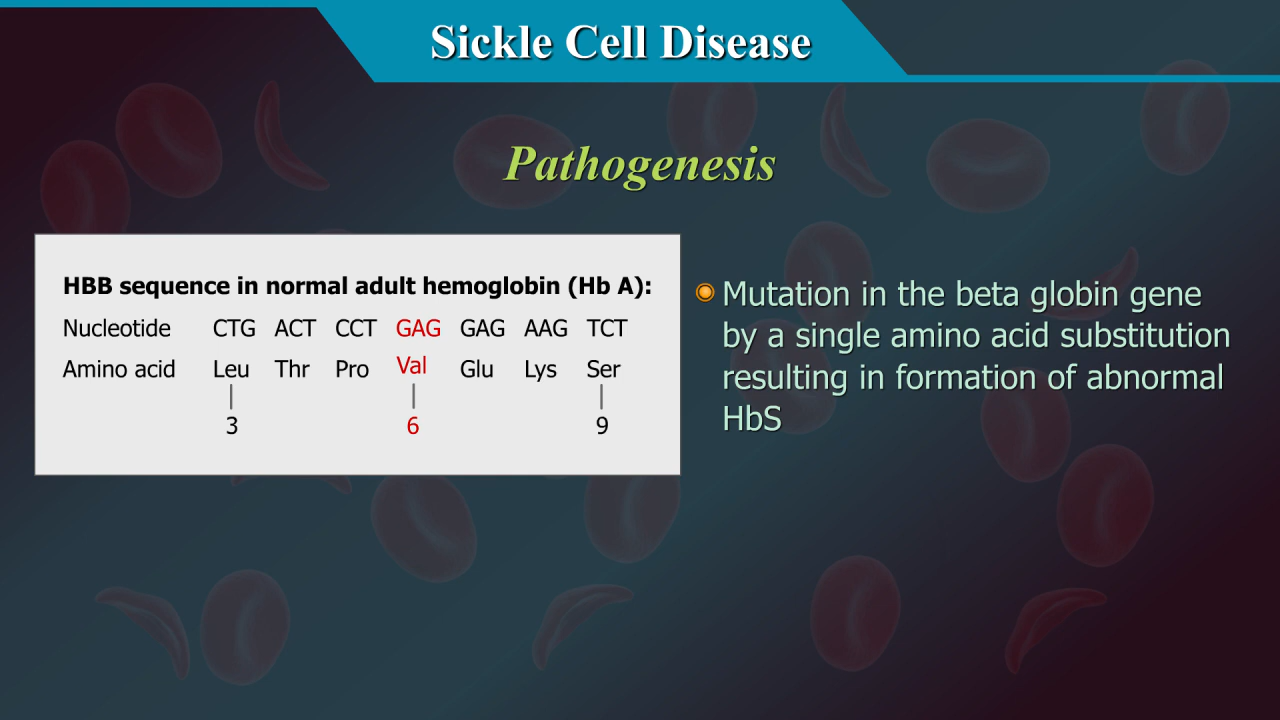 Sickle Cell Disease
Pathogenesis
HBB sequence in normal adult hemoglobin (Hb A):
Nucleotide CTG ACT CCT GAG GAG AAG TCT
Amino acid Leu Thr Pro Val Glu Lys Ser
3 6 9
Mutation in the beta globin gene
by a single amino acid substitution
resulting in formation of abnormal
HbS